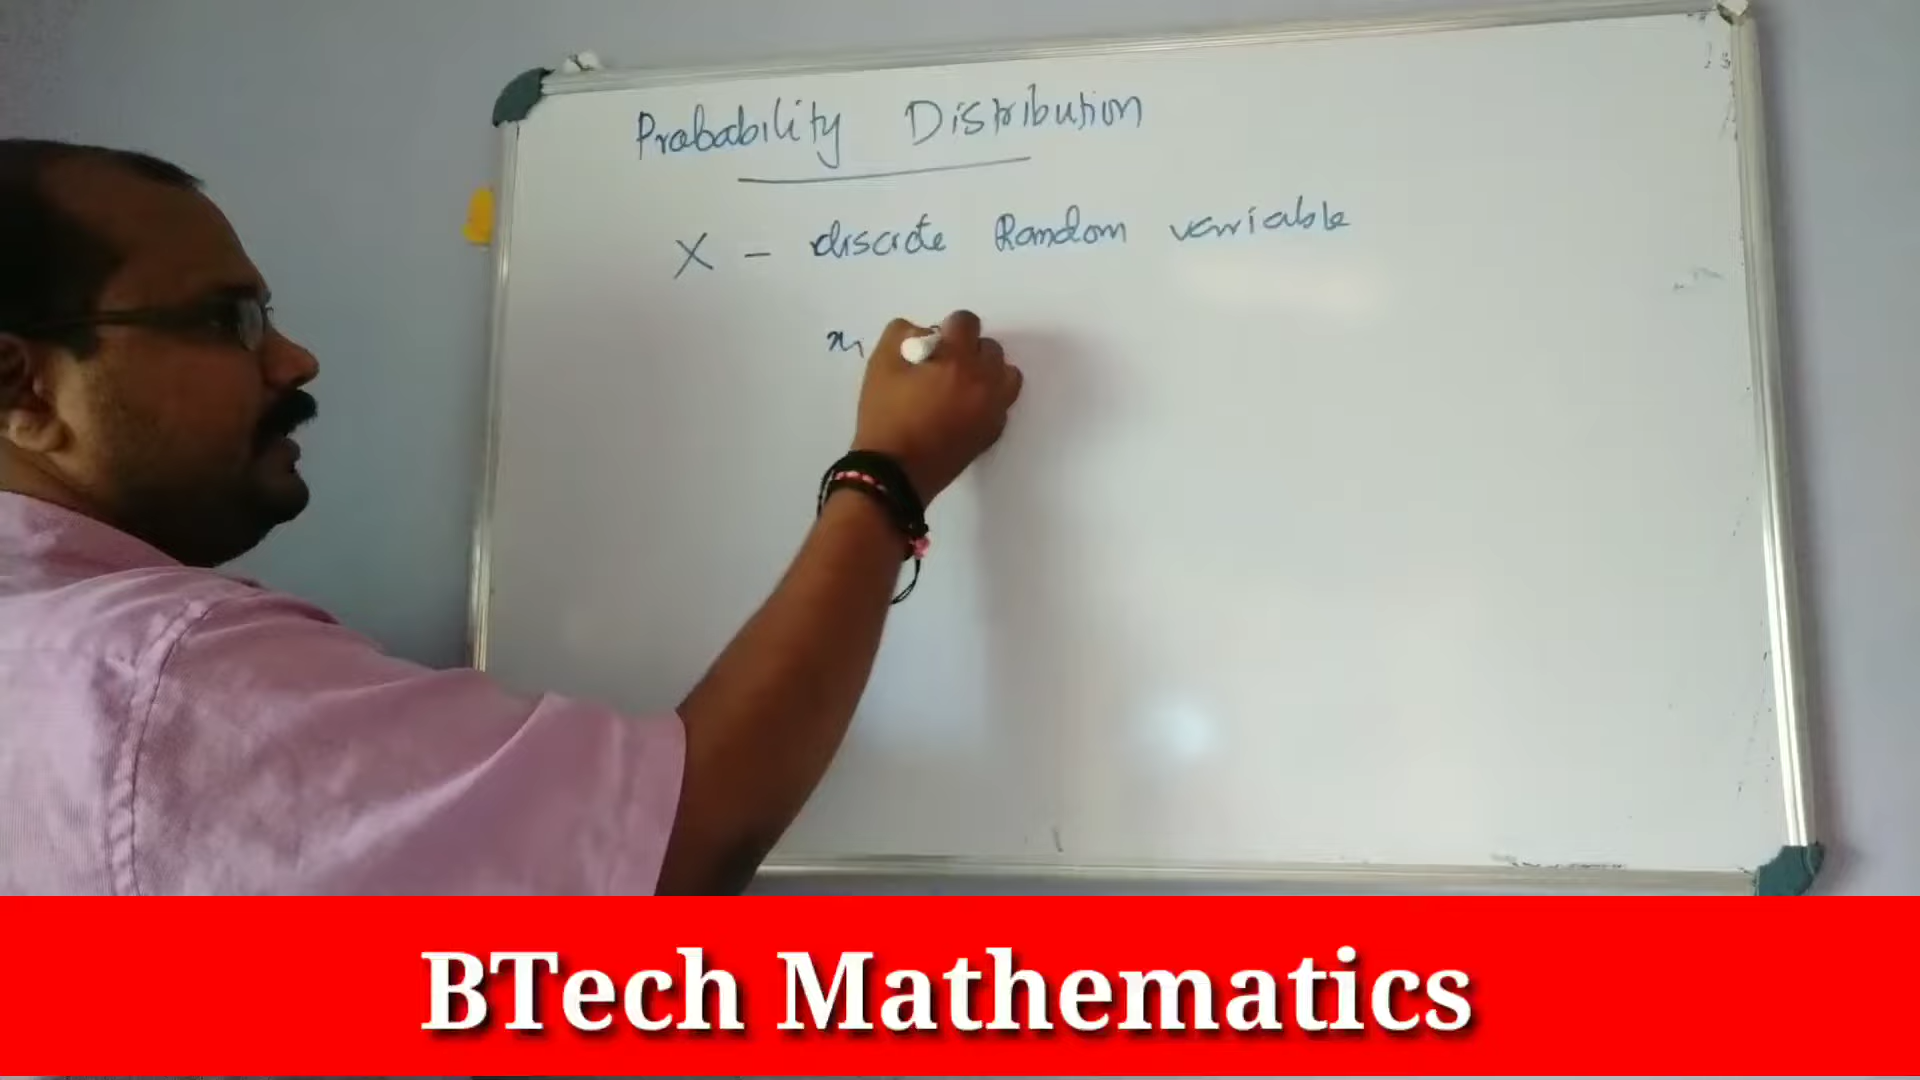 Probability Distribution
X - discrete Random variable
x1
BTech Mathematics